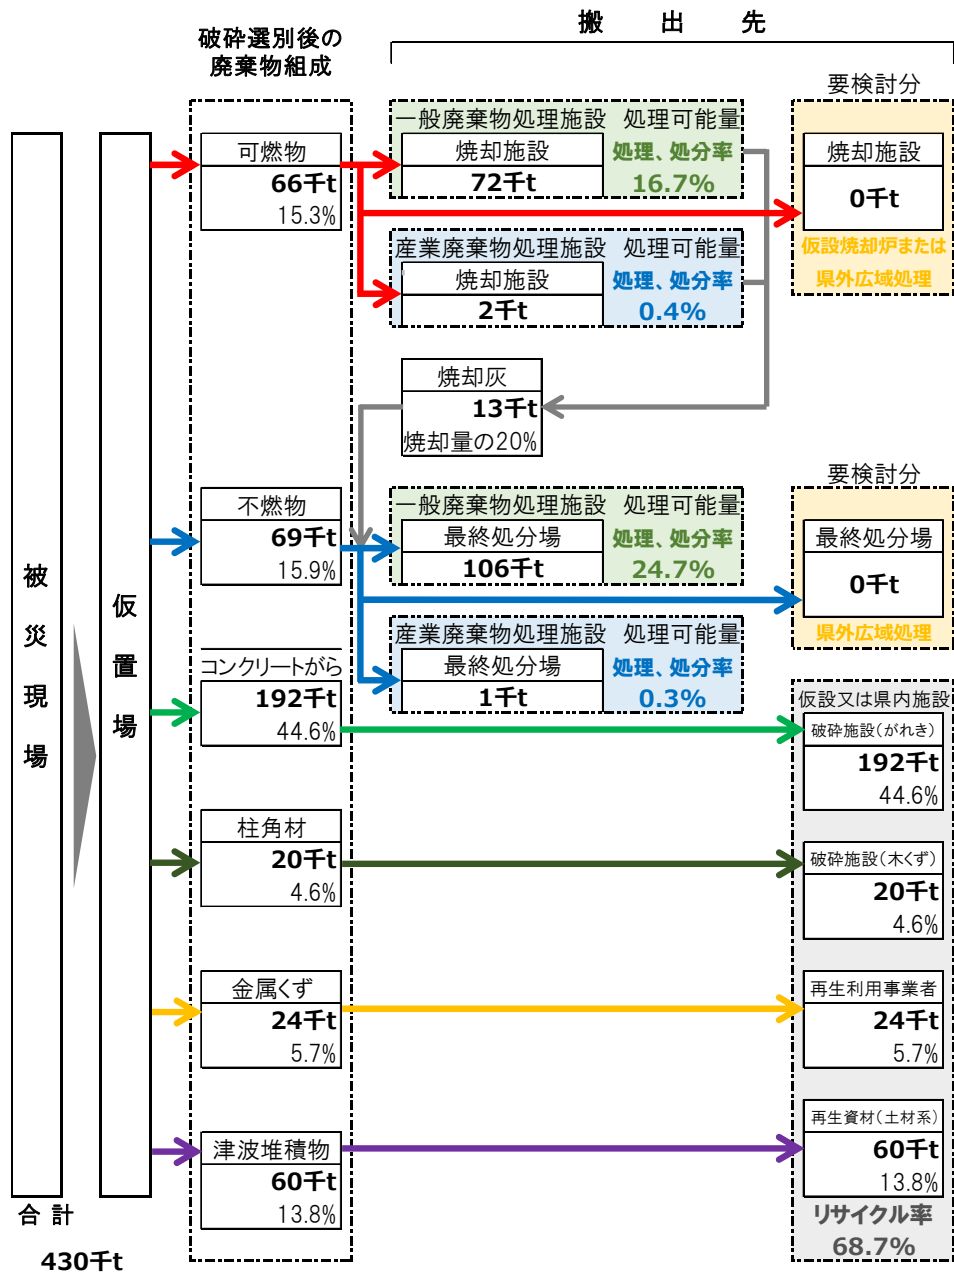 搬出先
破砕選別後の
廃棄物組成
要検討分
一般廃棄物処理施設 処理可能量
可燃物
66千t
15.3%
焼却施設
72千t
処理、処分率
16.7%
焼却施設
0千t
仮設焼却炉または
県外広域処理
産業廃棄物処理施設 処理可能量
焼却施設
2千t
処理、処分率
0.4%
焼却灰
13千t
焼却量の20%
要検討分
不燃物
69千t
15.9%
一般廃棄物処理施設 処理可能量
最終処分場
106千t
処理、処分率
24.7%
最終処分場
0千t
県外広域処理
被災現場
仮置場
産業廃棄物処理施設 処理可能量
最終処分場
1千t
処理、処分率
0.3%
コンクリートがら
192千t
44.6%
仮設又は県内施設
破砕施設(がれき)
192千t
44.6%
柱角材
20千t
4.6%
破砕施設(木くず)
20千t
4.6%
金属くず
24千t
5.7%
再生利用事業者
24千t
5.7%
津波堆積物
60千t
13.8%
再生資材(土材系)
60千t
13.8%
リサイクル率
68.7%
合計
430千t